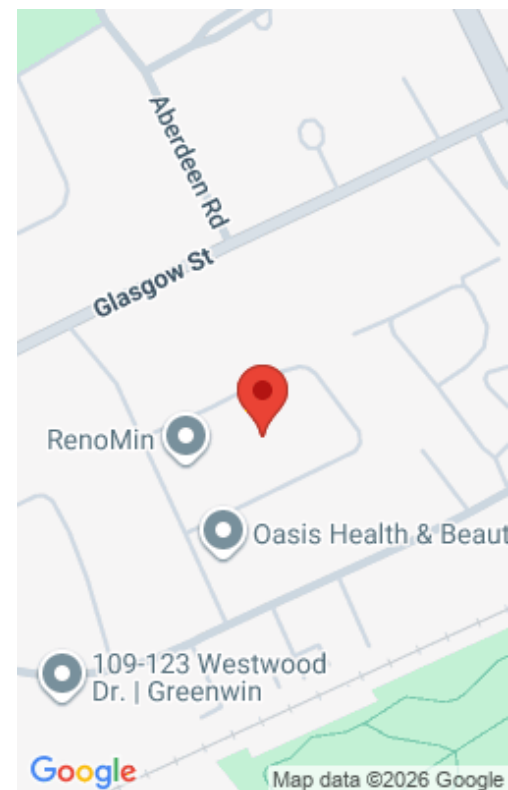 Aberdeen Rd
Glasgow St
RenoMin
Oasis Health & Beaut
109-123 Westwood
Dr. | Greenwin
Google
Map data ©2026 Google